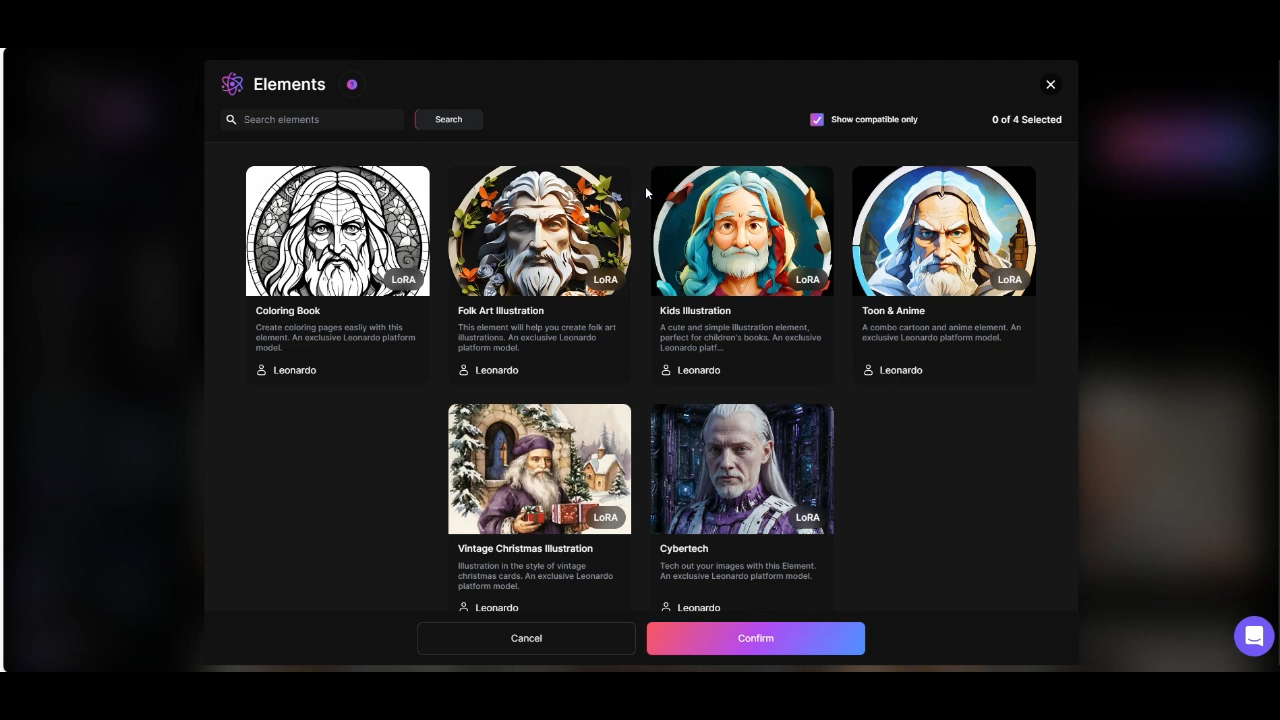 Elements
?
Search elements
Search
Show compatible only
0 of 4 Selected
LoRA
LoRA
LoRA
LoRA
Coloring Book
Create coloring pages easliy with this
element. An exclusive Leonardo platform
model.
Leonardo
Folk Art Illustration
This element will help you create folk art
illustrations. An exclusive Leonardo
platform model.
Leonardo
Kids Illustration
A cute and simple illustration element,
perfect for children's books. An exclusive
Leonardo platf...
Leonardo
Toon & Anime
A combo cartoon and anime element. An
exclusive Leonardo platform model.
Leonardo
LoRA
LoRA
Vintage Christmas Illustration
Illustration in the style of vintage
christmas cards. An exclusive Leonardo
platform model.
Leonardo
Cybertech
Tech out your images with this Element.
An exclusive Leonardo platform model.
Leonardo
Cancel
Confirm